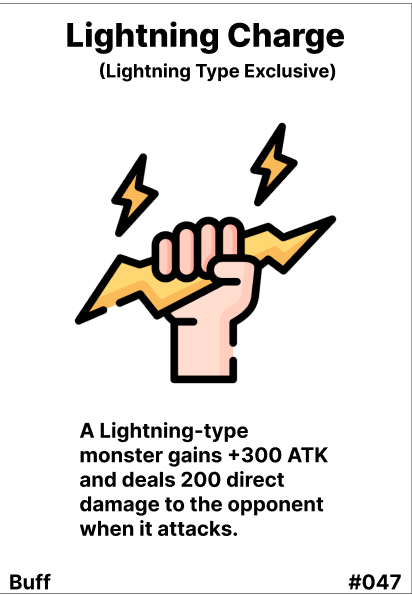 Lightning Charge
(Lightning Type Exclusive)
A Lightning-type
monster gains +300 ATK
and deals 200 direct
damage to the opponent
when it attacks.
Buff
#047